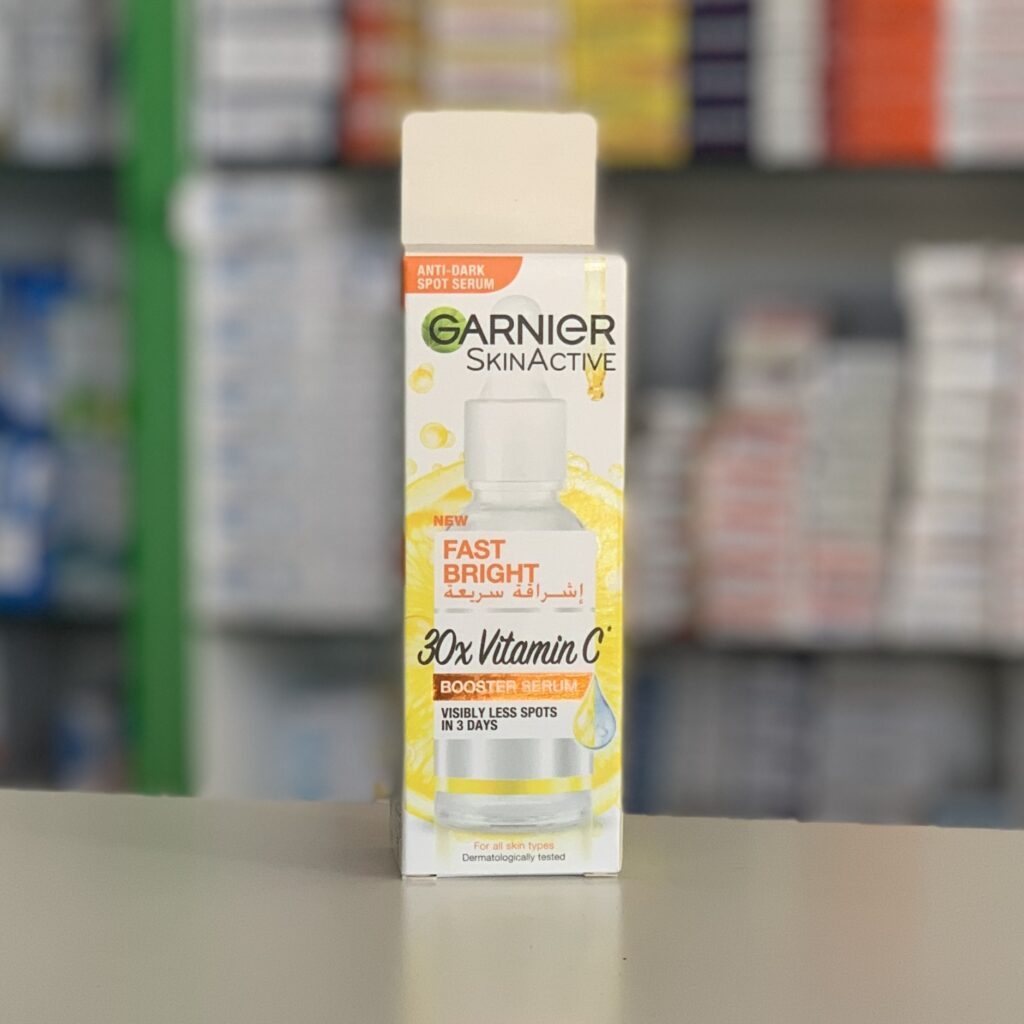 ANTI-DARK
SPOT SERUM
GARNIER
SKINACTIVE
NEW
FAST
BRIGHT
إشراقة سريعة
30x Vitamin C*
BOOSTER SERUM
VISIBLY LESS SPOTS
IN 3 DAYS
For all skin types
Dermatologically tested